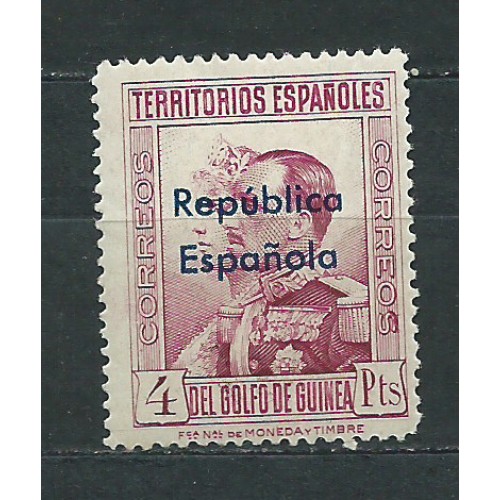 TERRITORIOS ESPAÑOLES
CORREOS
CORREOS
República
Española
4 Pts
DEL GOLFO DE GUINEA
Fca Nal DE MONEDA Y TIMBRE